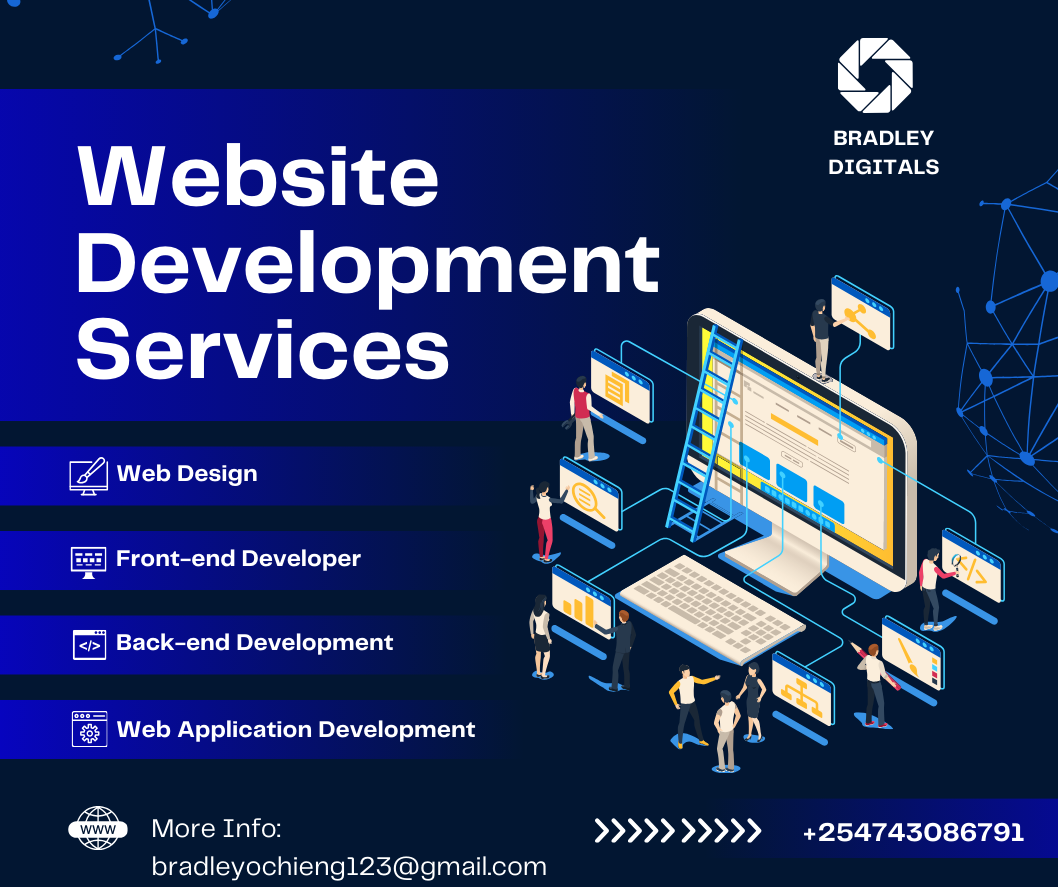 BRADLEY
DIGITALS
Website
Development
Services
Web Design
Front-end Developer
Back-end Development
</>
Web Application Development
</>
WWW
More Info:
bradleyochieng123@gmail.com
+254743086791